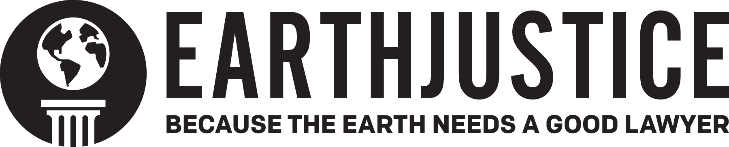 EARTHJUSTICE
BECAUSE THE EARTH NEEDS A GOOD LAWYER